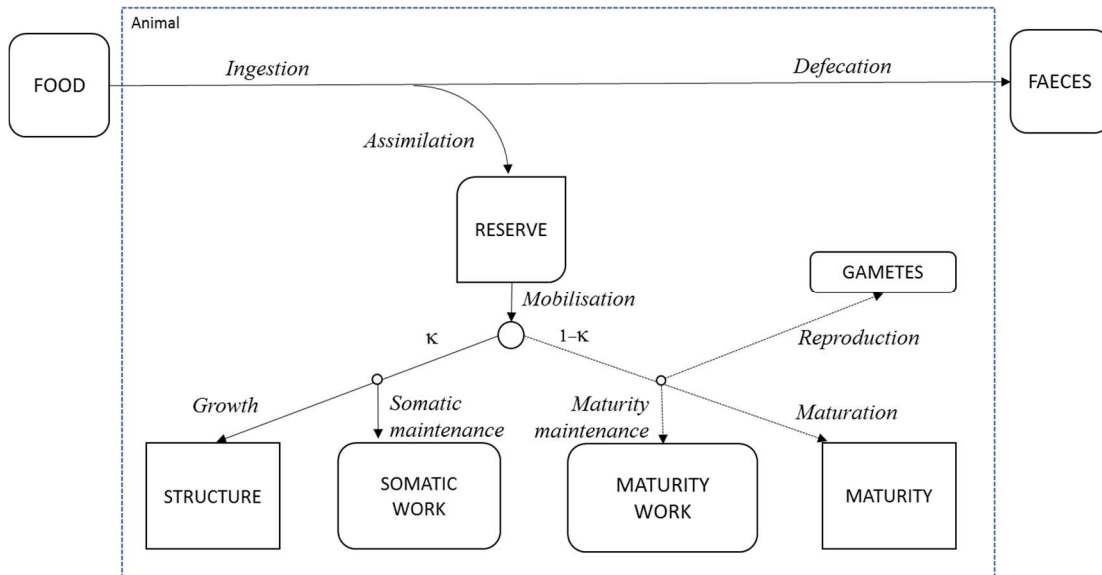 Animal
FOOD
Ingestion
Defecation
FAECES
Assimilation
RESERVE
Mobilisation
GAMETES
κ
1–κ
Reproduction
Growth
Somatic
maintenance
Maturity
maintenance
Maturation
STRUCTURE
SOMATIC
WORK
MATURITY
WORK
MATURITY